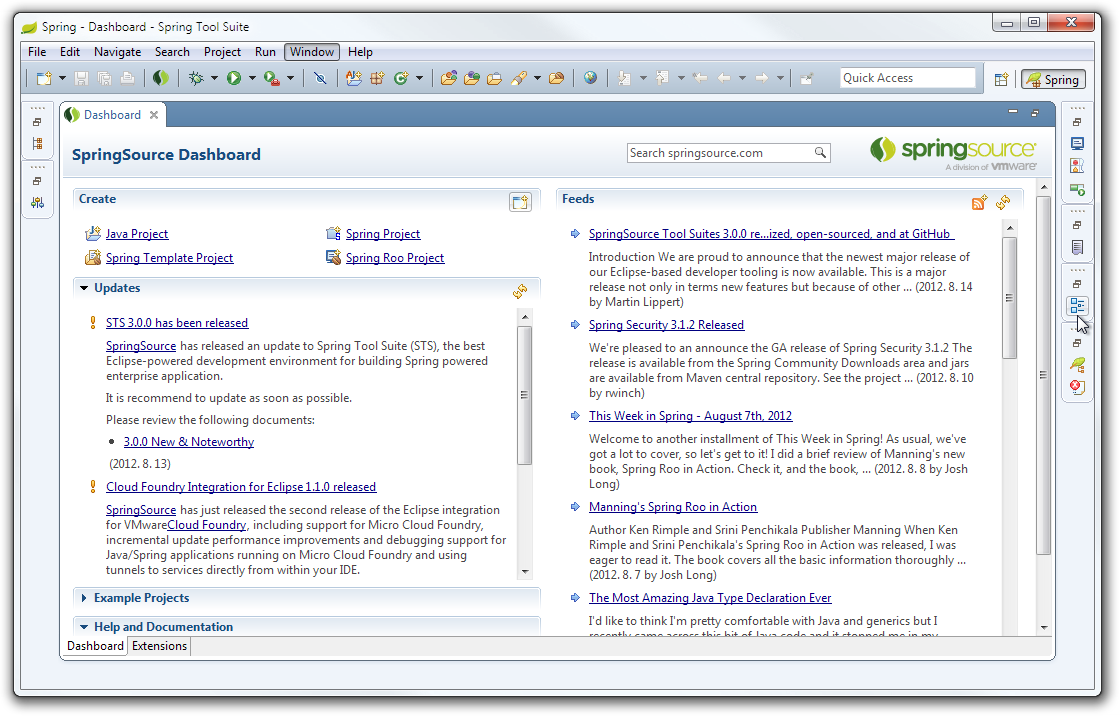 Spring - Dashboard - Spring Tool Suite
File Edit Navigate Search Project Run Window Help
Quick Access
Spring
Dashboard
SpringSource Dashboard
Search springsource.com
springsource
A division of vmware
Create
Java Project
Spring Project
Spring Template Project
Spring Roo Project
Updates
STS 3.0.0 has been released
SpringSource has released an update to Spring Tool Suite (STS), the best
Eclipse-powered development environment for building Spring powered
enterprise application.
It is recommend to update as soon as possible.
Please review the following documents:
• 3.0.0 New & Noteworthy
(2012. 8. 13)
Cloud Foundry Integration for Eclipse 1.1.0 released
SpringSource has just released the second release of the Eclipse integration
for VMwareCloud Foundry, including support for Micro Cloud Foundry,
incremental update performance improvements and debugging support for
Java/Spring applications running on Micro Cloud Foundry and using
tunnels to services directly from within your IDE.
Example Projects
Help and Documentation
Feeds
SpringSource Tool Suites 3.0.0 re...ized, open-sourced, and at GitHub
Introduction We are proud to announce that the newest major release of
our Eclipse-based developer tooling is now available. This is a major
release not only in terms new features but because of other ... (2012. 8. 14
by Martin Lippert)
Spring Security 3.1.2 Released
We're pleased to an announce the GA release of Spring Security 3.1.2 The
release is available from the Spring Community Downloads area and jars
are available from Maven central repository. See the project ... (2012. 8. 10
by rwinch)
This Week in Spring - August 7th, 2012
Welcome to another installment of This Week in Spring! As usual, we've
got a lot to cover, so let's get to it! I did a brief review of Manning's new
book, Spring Roo in Action. Check it, and the book, ... (2012. 8. 8 by Josh
Long)
Manning's Spring Roo in Action
Author Ken Rimple and Srini Penchikala Publisher Manning When Ken
Rimple and Srini Penchikala's Spring Roo in Action was released, I was
eager to read it. The book covers all the basic information thoroughly ...
(2012. 8. 7 by Josh Long)
The Most Amazing Java Type Declaration Ever
I'd like to think I'm pretty comfortable with Java and generics but I
recently came across this bit of Java code and it stopped me in my
Dashboard Extensions